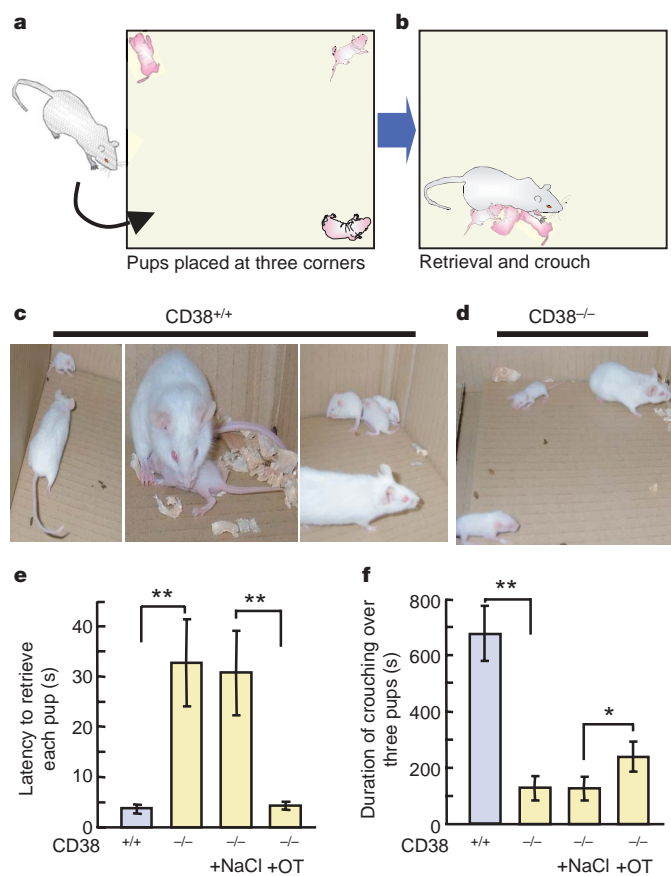 a
b
Pups placed at three corners
Retrieval and crouch
c
CD38+/+
d
CD38–/–
e
Latency to retrieve
each pup (s)
40
30
20
10
5
0
**
**
CD38
+/+
–/–
–/–
–/–
+NaCl
+OT
f
Duration of crouching over
three pups (s)
800
600
400
200
0
**
*
CD38
+/+
–/–
–/–
–/–
+NaCl
+OT